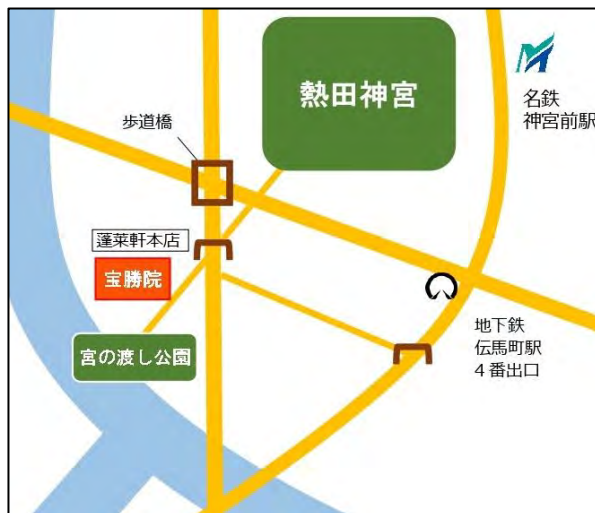 熱田神宮
名鉄
神宮前駅
歩道橋
蓬莱軒本店
宝勝院
宮の渡し公園
地下鉄
伝馬町駅
4番出口